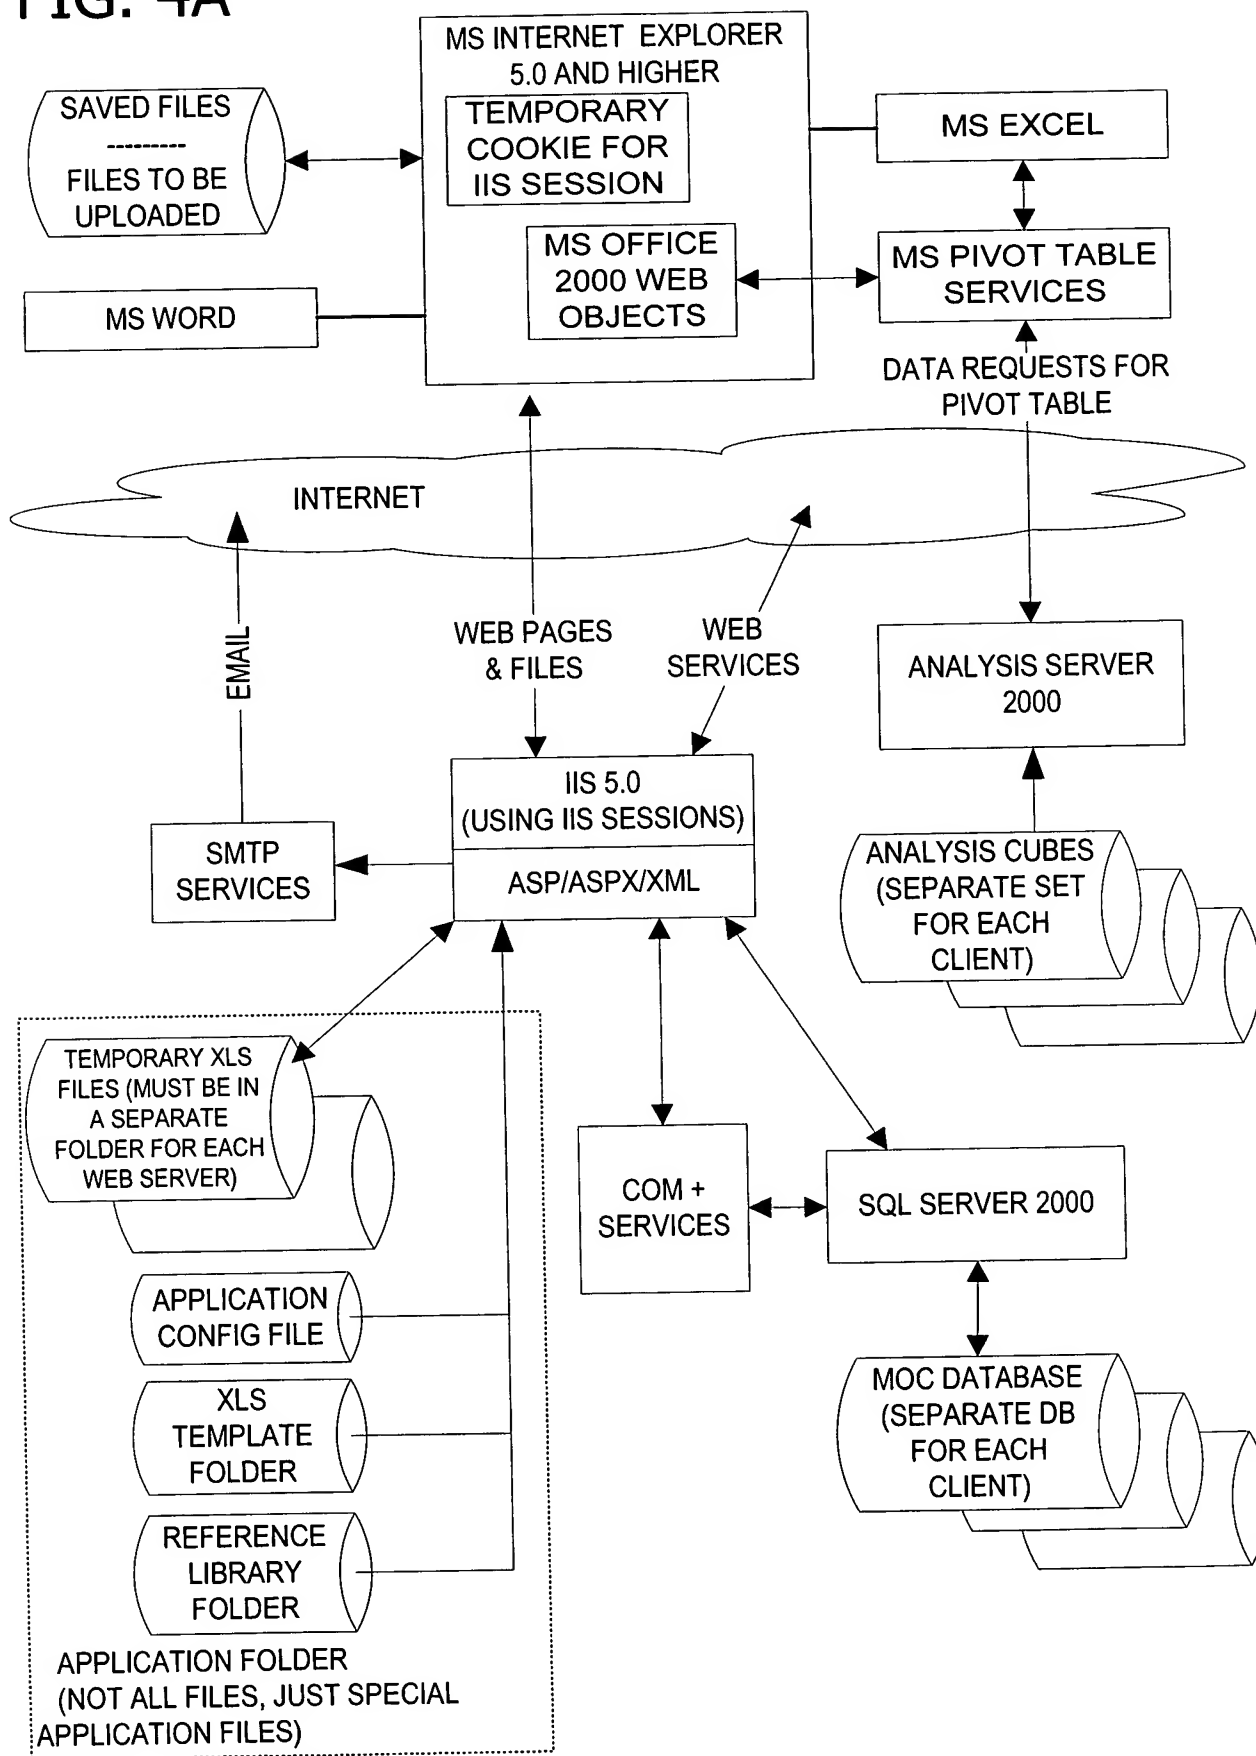 FIG. 4A
MS INTERNET EXPLORER
5.0 AND HIGHER
TEMPORARY
COOKIE FOR
IIS SESSION
MS OFFICE
2000 WEB
OBJECTS
SAVED FILES
---------
FILES TO BE
UPLOADED
MS WORD
MS EXCEL
MS PIVOT TABLE
SERVICES
DATA REQUESTS FOR
PIVOT TABLE
INTERNET
EMAIL
WEB PAGES
& FILES
WEB
SERVICES
ANALYSIS SERVER
2000
IIS 5.0
(USING IIS SESSIONS)
ASP/ASPX/XML
SMTP
SERVICES
ANALYSIS CUBES
(SEPARATE SET
FOR EACH
CLIENT)
TEMPORARY XLS
FILES (MUST BE IN
A SEPARATE
FOLDER FOR EACH
WEB SERVER)
COM +
SERVICES
SQL SERVER 2000
APPLICATION
CONFIG FILE
XLS
TEMPLATE
FOLDER
REFERENCE
LIBRARY
FOLDER
MOC DATABASE
(SEPARATE DB
FOR EACH
CLIENT)
APPLICATION FOLDER
(NOT ALL FILES, JUST SPECIAL
APPLICATION FILES)